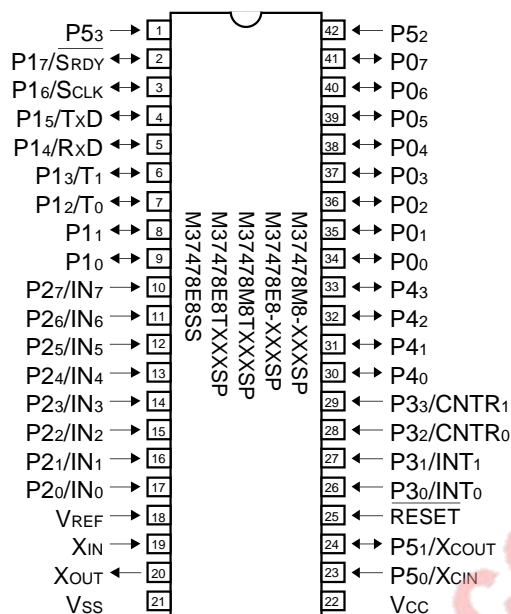 P53 1 42 P52
P17/SRDY 2 41 P07
P16/SCLK 3 40 P06
P15/TXD 4 39 P05
P14/RXD 5 38 P04
P13/T1 6 37 P03
P12/T0 7 36 P02
P11 8 35 P01
P10 9 34 P00
P27/IN7 10 33 P43
P26/IN6 11 32 P42
P25/IN5 12 31 P41
P24/IN4 13 30 P40
P23/IN3 14 29 P33/CNTR1
P22/IN2 15 28 P32/CNTR0
P21/IN1 16 27 P31/INT1
P20/IN0 17 26 P30/INT0
VREF 18 25 RESET
XIN 19 24 P51/XCOUT
XOUT 20 23 P50/XCIN
VSS 21 22 VCC
M37478M8-XXXSP
M37478E8-XXXSP
M37478M8TXXXSP
M37478E8TXXXSP
M37478E8SS